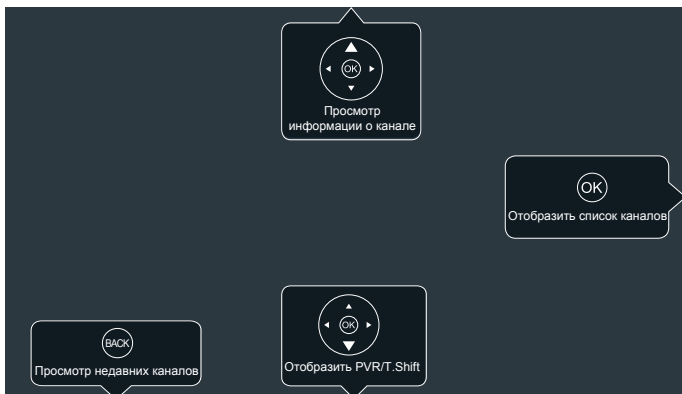 OK
Просмотр
информации о канале
OK
Отобразить список каналов
OK
Отобразить PVR/T.Shift
BACK
Просмотр недавних каналов